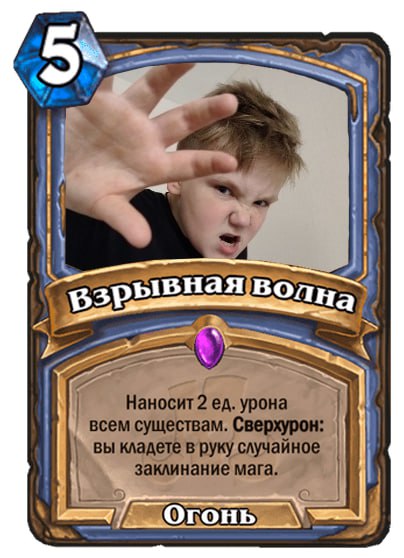 5
Взрывная волна
Наносит 2 ед. урона
всем существам. Сверхурон:
вы кладете в руку случайное
заклинание мага.
Огонь